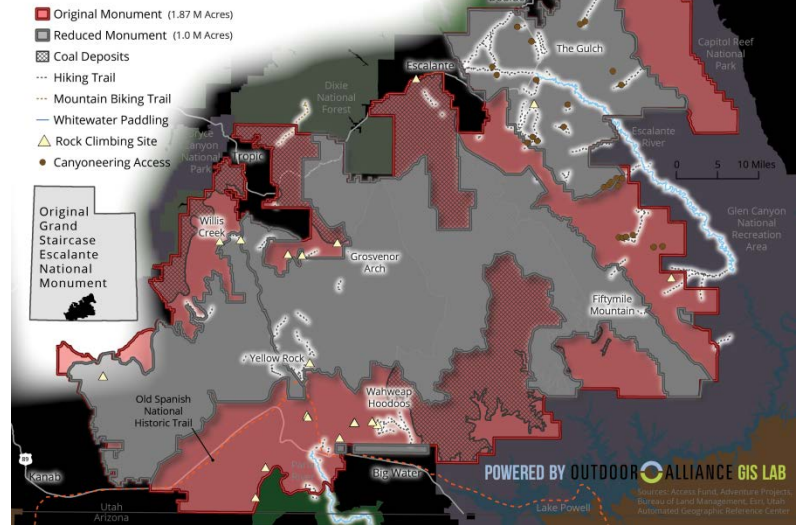 Original Monument (1.87 M Acres)
Reduced Monument (1.0 M Acres)
Coal Deposits
Hiking Trail
Mountain Biking Trail
Whitewater Paddling
Rock Climbing Site
Canyoneering Access
The Gulch
Capitol Reef
National
Park
Escalante
Dixie
National
Forest
Bryce
Canyon
National
Park
Tropic
Escalante
River
0 5 10 Miles
Original
Grand
Staircase
Escalante
National
Monument
Willis
Creek
Grosvenor
Arch
Glen Canyon
National
Recreation
Area
Fiftymile
Mountain
Yellow Rock
Old Spanish
National
Historic Trail
Wahweap
Hoodoos
89
Kanab
Big Water
Utah
Arizona
Lake Powell
POWERED BY OUTDOOR ALLIANCE GIS LAB
Sources: Access Fund, Adventure Projects,
Bureau of Land Management, Esri, Utah
Automated Geographic Reference Center